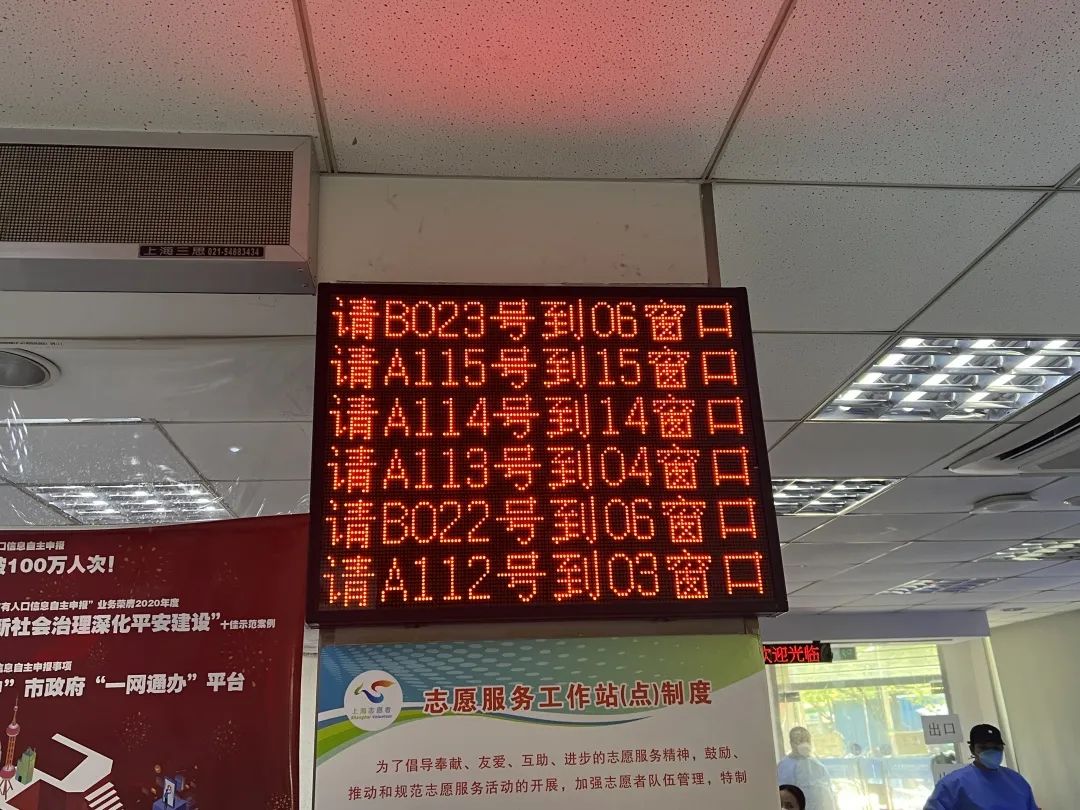 上海三思 021-54883434
请B023号到06窗口
请A115号到15窗口
请A114号到14窗口
请A113号到04窗口
请B022号到06窗口
请A112号到03窗口
口信息自主申报
破100万人次!
有人口信息自主申报”业务荣膺2020年度
新社会治理深化平安建设”十佳示范案例
信息自主申报事项
”市政府“一网通办”平台
上海志愿者
Shanghai Volunteer
志愿服务工作站(点)制度
为了倡导奉献、友爱、互助、进步的志愿服务精神，鼓励、
推动和规范志愿服务活动的开展，加强志愿者队伍管理，特制
欢迎光临
出口